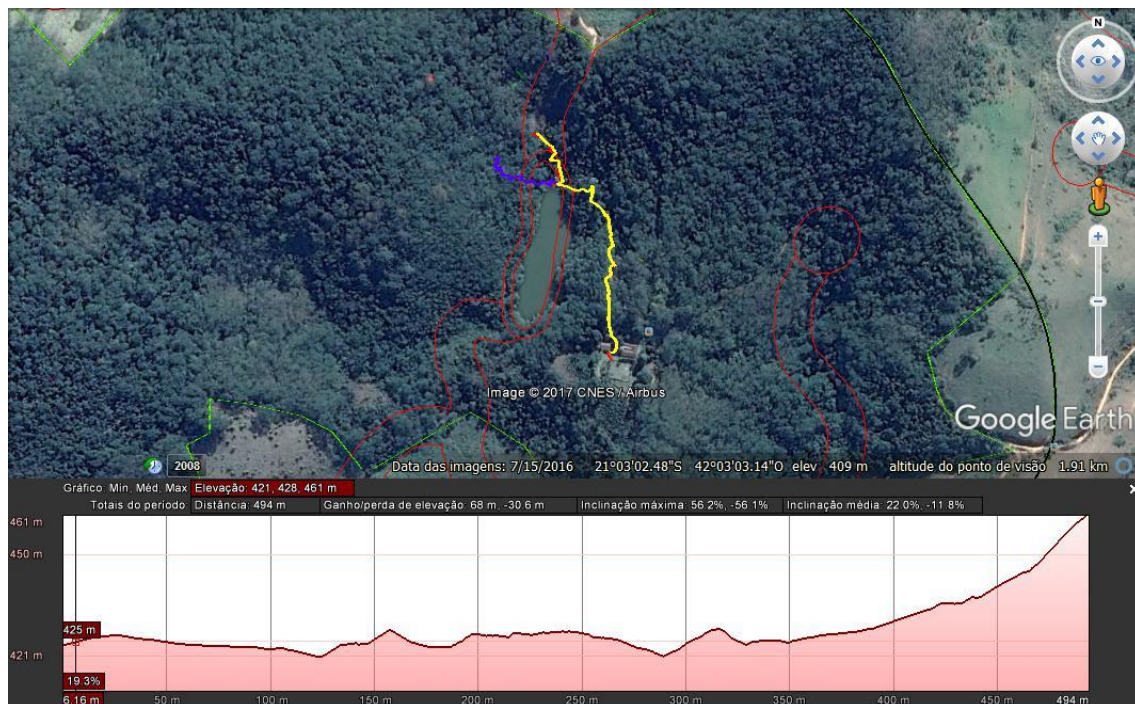 N
Image © 2017 CNES / Airbus
Google Earth
2008
Data das imagens: 7/15/2016 21°03'02.48"S 42°03'03.14"O elev 409 m altitude do ponto de visão 1.91 km
Gráfico: Mín, Méd, Máx Elevação: 421, 428, 461 m
Totais do período: Distância: 494 m Ganho/perda de elevação: 68 m, -30.6 m Inclinação máxima: 56.2%, -56.1% Inclinação média: 22.0%, -11.8%
461 m
450 m
425 m
421 m
19.3%
6.16 m 50 m 100 m 150 m 200 m 250 m 300 m 350 m 400 m 450 m 494 m